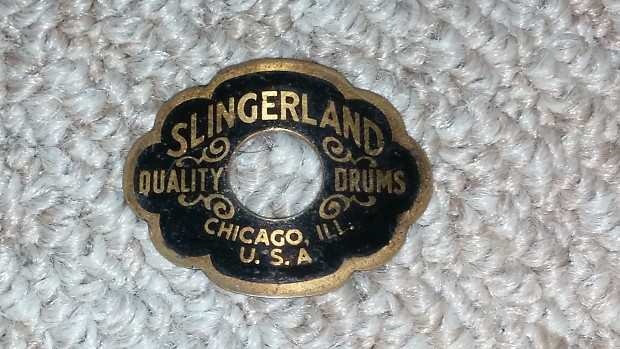 SLINGERLAND
QUALITY DRUMS
CHICAGO, ILL.
U. S. A